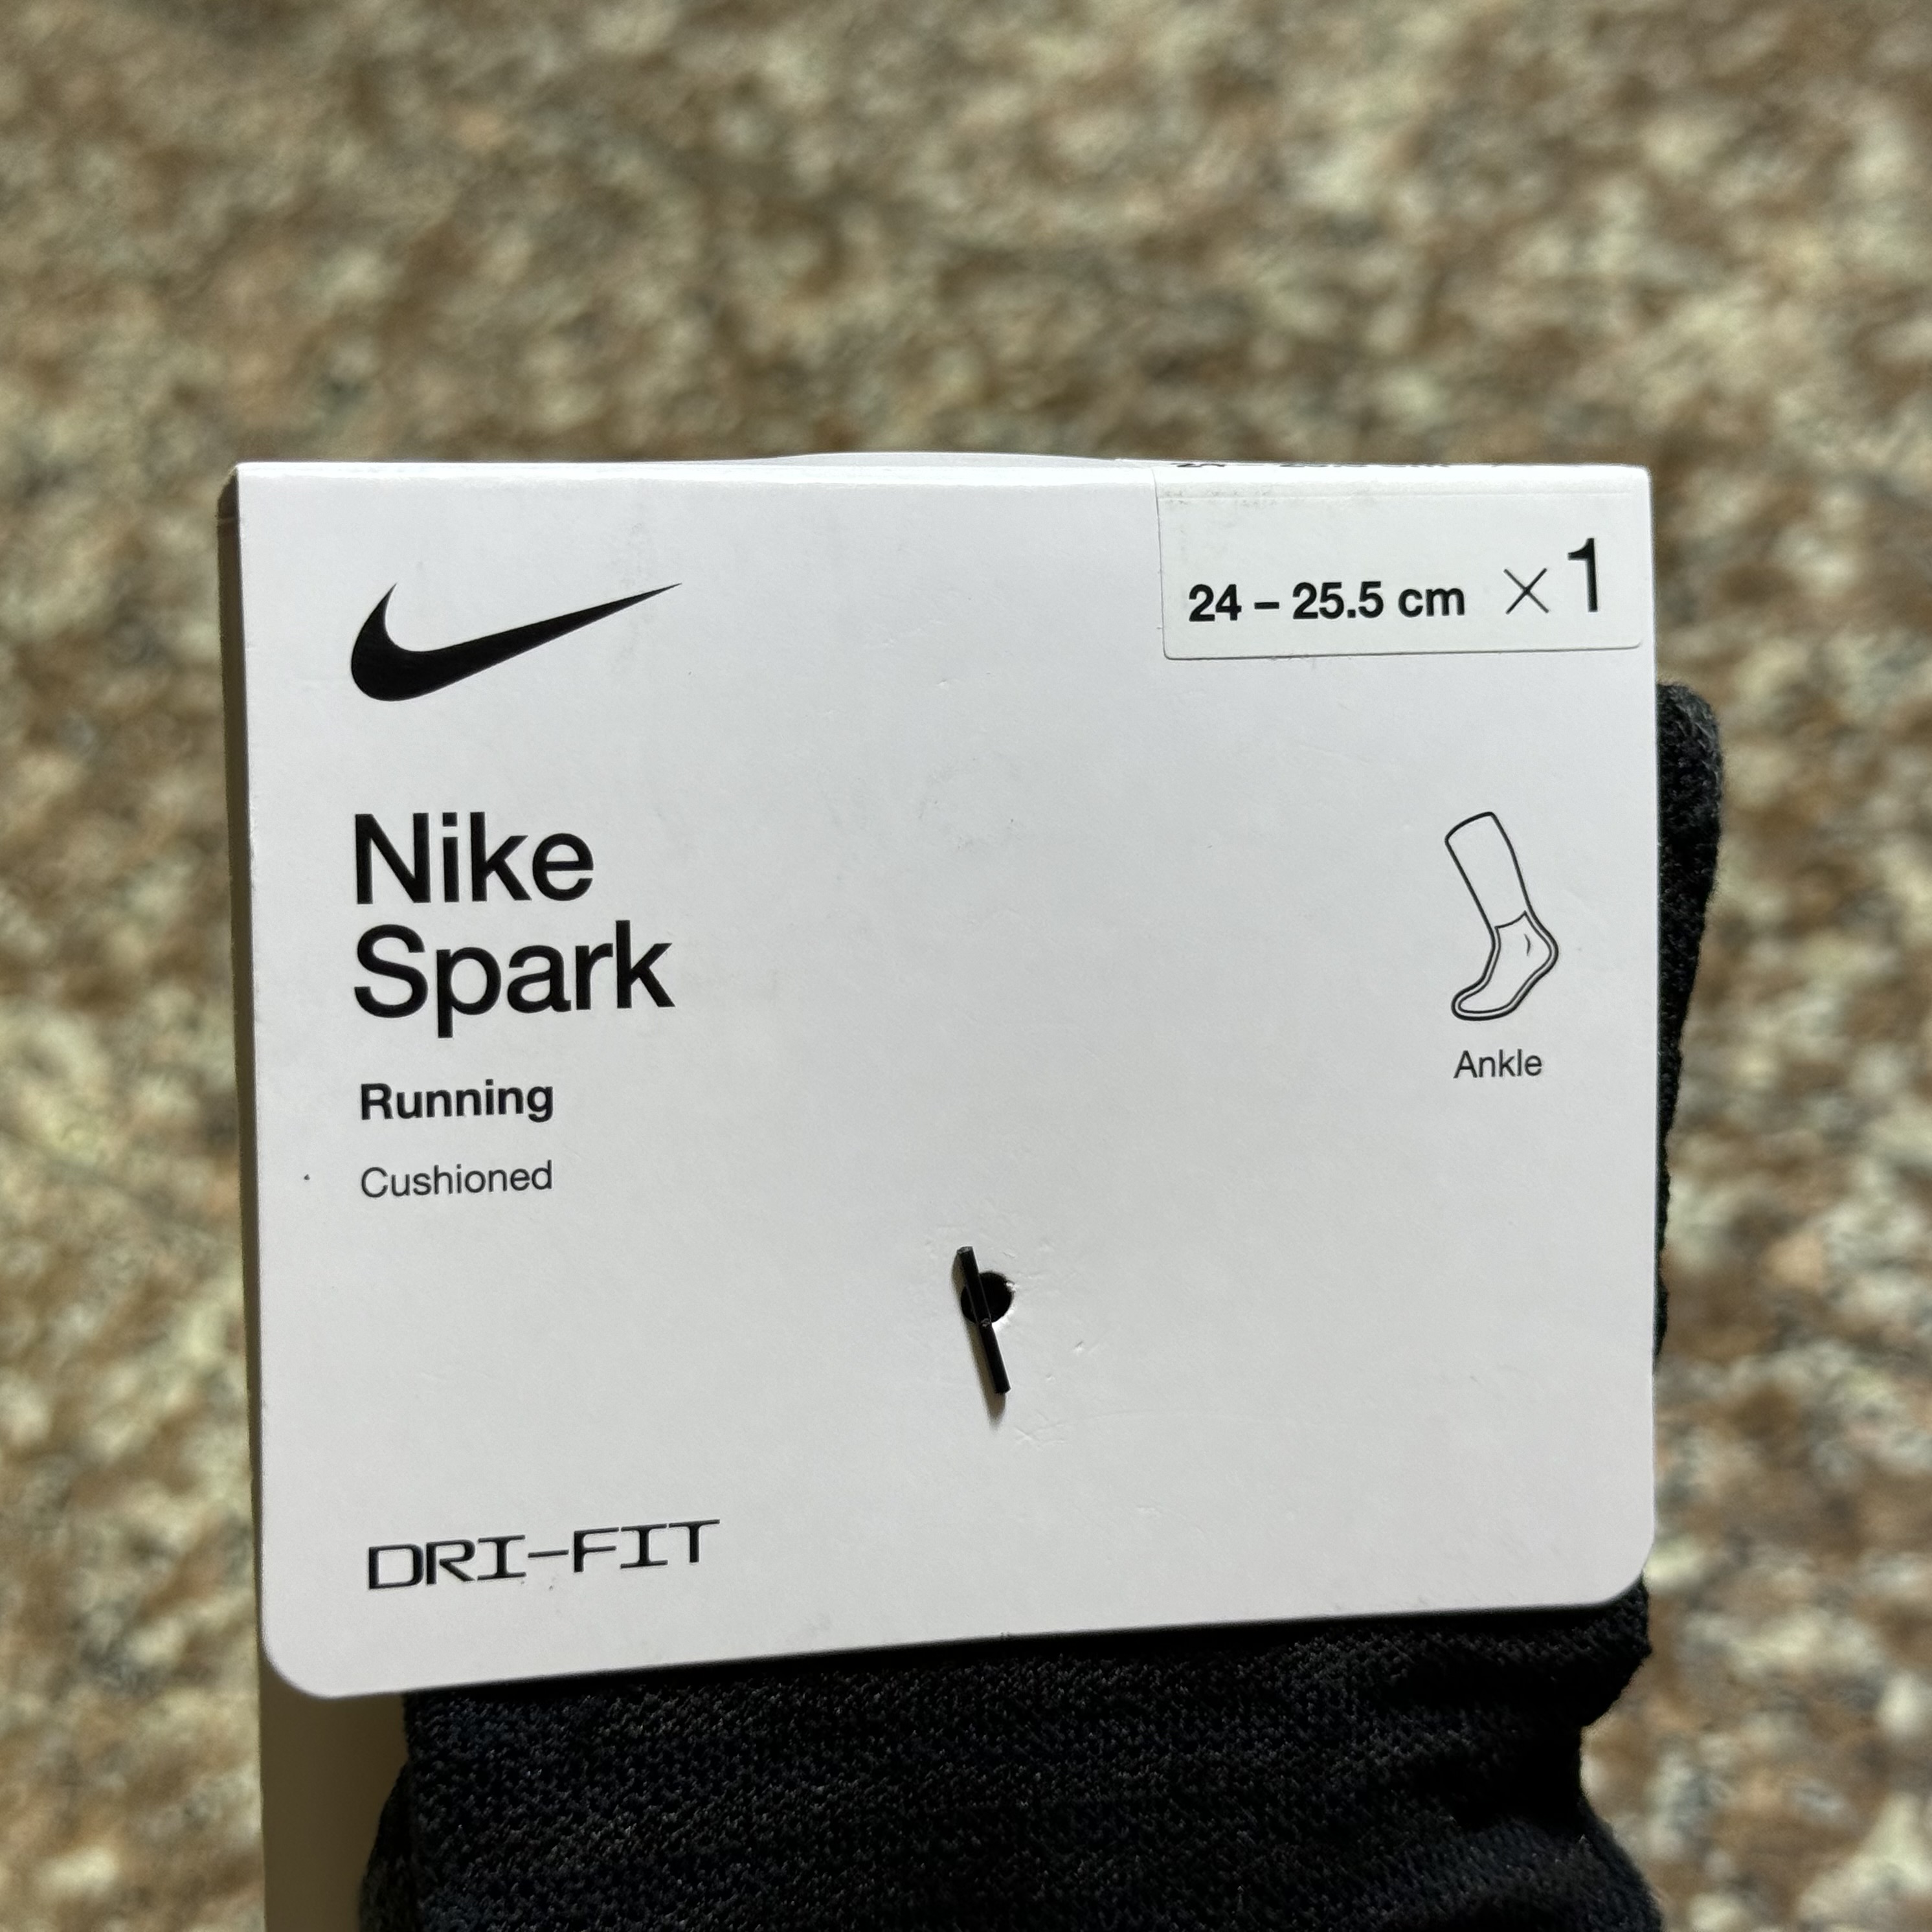 24 – 25.5 cm × 1
Nike
Spark
Running
Cushioned
Ankle
DRI-FIT